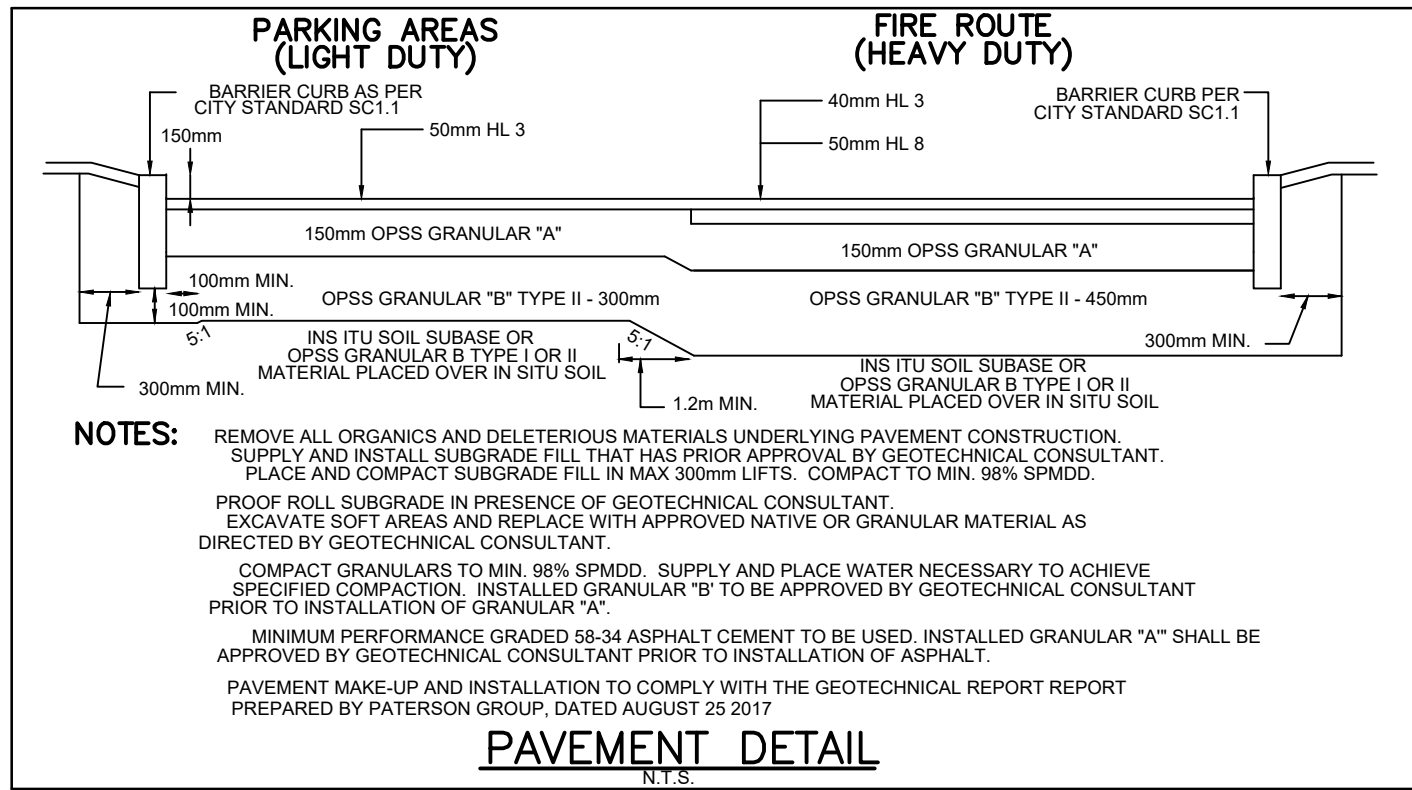 PARKING AREAS
(LIGHT DUTY)
FIRE ROUTE
(HEAVY DUTY)
BARRIER CURB AS PER
CITY STANDARD SC1.1
150mm
50mm HL 3
40mm HL 3
50mm HL 8
BARRIER CURB PER
CITY STANDARD SC1.1
150mm OPSS GRANULAR "A"
150mm OPSS GRANULAR "A"
100mm MIN.
100mm MIN.
OPSS GRANULAR "B" TYPE II - 300mm
OPSS GRANULAR "B" TYPE II - 450mm
5:1
5:1
INS ITU SOIL SUBASE OR
OPSS GRANULAR B TYPE I OR II
MATERIAL PLACED OVER IN SITU SOIL
300mm MIN.
300mm MIN.
1.2m MIN.
INS ITU SOIL SUBASE OR
OPSS GRANULAR B TYPE I OR II
MATERIAL PLACED OVER IN SITU SOIL
NOTES:
REMOVE ALL ORGANICS AND DELETERIOUS MATERIALS UNDERLYING PAVEMENT CONSTRUCTION.
SUPPLY AND INSTALL SUBGRADE FILL THAT HAS PRIOR APPROVAL BY GEOTECHNICAL CONSULTANT.
PLACE AND COMPACT SUBGRADE FILL IN MAX 300mm LIFTS. COMPACT TO MIN. 98% SPMDD.
PROOF ROLL SUBGRADE IN PRESENCE OF GEOTECHNICAL CONSULTANT.
EXCAVATE SOFT AREAS AND REPLACE WITH APPROVED NATIVE OR GRANULAR MATERIAL AS
DIRECTED BY GEOTECHNICAL CONSULTANT.
COMPACT GRANULARS TO MIN. 98% SPMDD. SUPPLY AND PLACE WATER NECESSARY TO ACHIEVE
SPECIFIED COMPACTION. INSTALLED GRANULAR "B' TO BE APPROVED BY GEOTECHNICAL CONSULTANT
PRIOR TO INSTALLATION OF GRANULAR "A".
MINIMUM PERFORMANCE GRADED 58-34 ASPHALT CEMENT TO BE USED. INSTALLED GRANULAR "A'" SHALL BE
APPROVED BY GEOTECHNICAL CONSULTANT PRIOR TO INSTALLATION OF ASPHALT.
PAVEMENT MAKE-UP AND INSTALLATION TO COMPLY WITH THE GEOTECHNICAL REPORT REPORT
PREPARED BY PATERSON GROUP, DATED AUGUST 25 2017
PAVEMENT DETAIL
N.T.S.